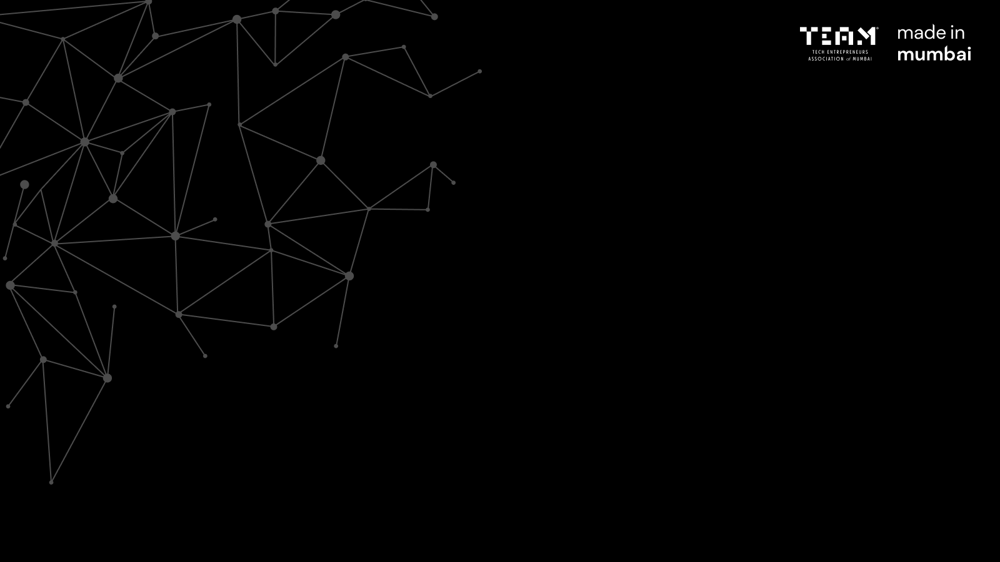 TEAM
TECH ENTREPRENEURS
ASSOCIATION of MUMBAI
made in
mumbai